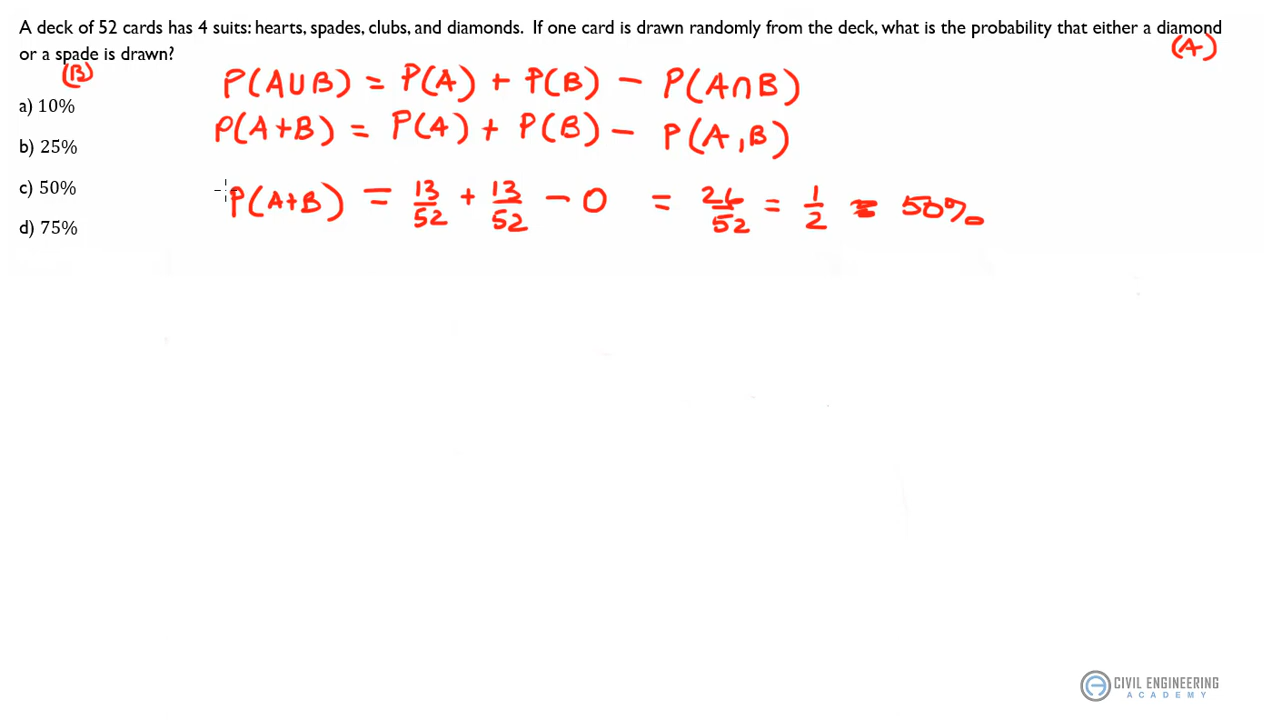 A deck of 52 cards has 4 suits: hearts, spades, clubs, and diamonds. If one card is drawn randomly from the deck, what is the probability that either a diamond
(A)
or a spade is drawn?
(B)
P(A∪B) = P(A) + P(B) − P(A∩B)
a) 10%
P(A+B) = P(A) + P(B) − P(A,B)
b) 25%
c) 50%
P(A+B) = 13/52 + 13/52 − 0 = 26/52 = 1/2 = 50%
d) 75%
CIVIL ENGINEERING
ACADEMY